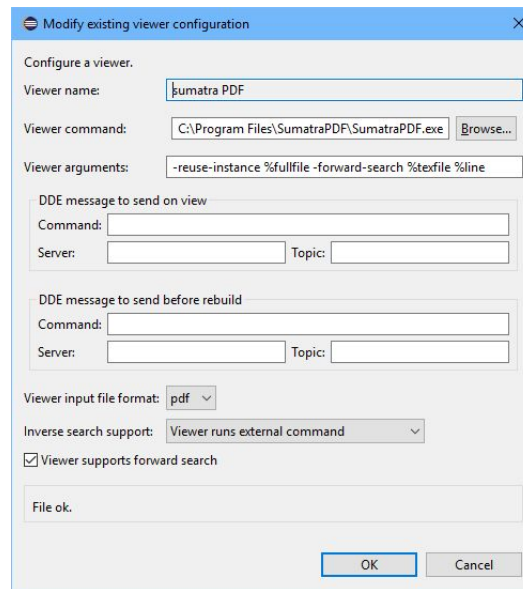 Modify existing viewer configuration
Configure a viewer.
Viewer name: sumatra PDF
Viewer command: C:\Program Files\SumatraPDF\SumatraPDF.exe Browse...
Viewer arguments: -reuse-instance %fullfile -forward-search %texfile %line
DDE message to send on view
Command:
Server: Topic:
DDE message to send before rebuild
Command:
Server: Topic:
Viewer input file format: pdf
Inverse search support: Viewer runs external command
Viewer supports forward search
File ok.
OK Cancel